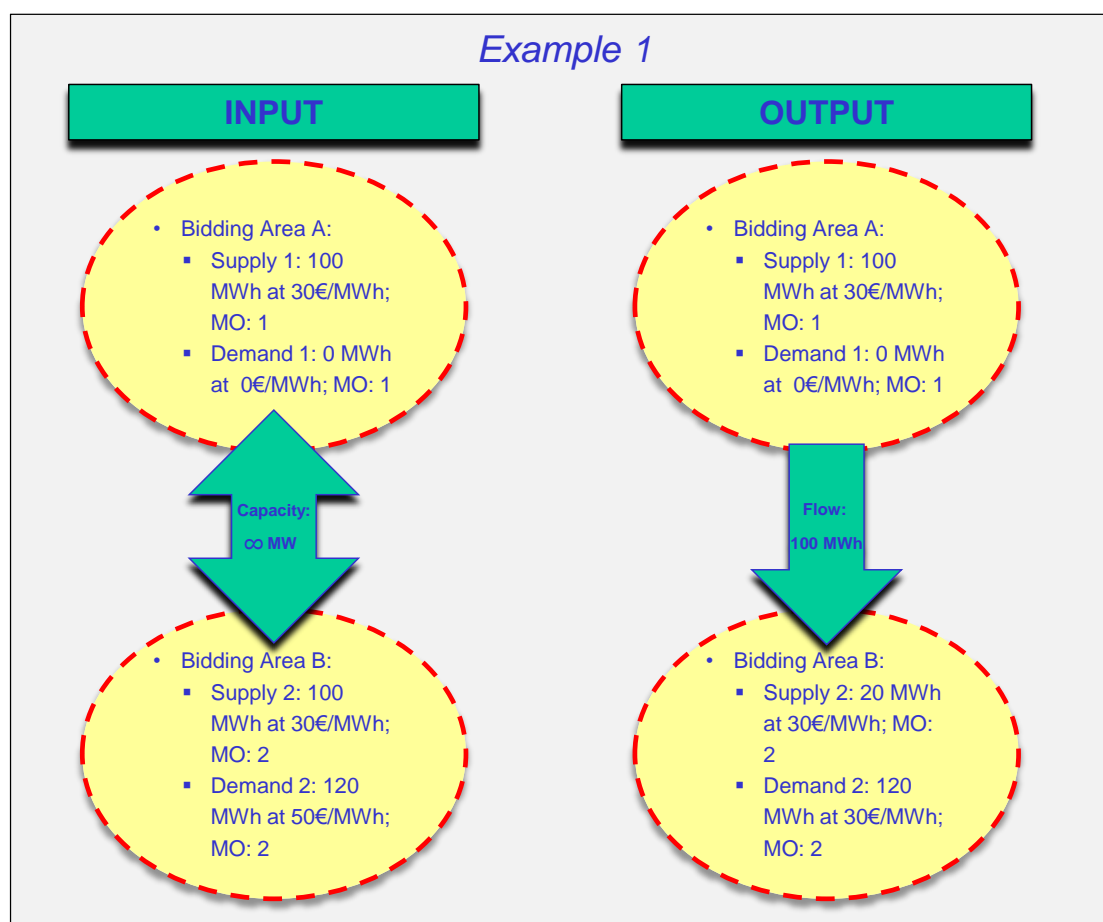 Example 1
INPUT
• Bidding Area A:
▪ Supply 1: 100
MWh at 30€/MWh;
MO: 1
▪ Demand 1: 0 MWh
at 0€/MWh; MO: 1
Capacity:
∞ MW
• Bidding Area B:
▪ Supply 2: 100
MWh at 30€/MWh;
MO: 2
▪ Demand 2: 120
MWh at 50€/MWh;
MO: 2
OUTPUT
• Bidding Area A:
▪ Supply 1: 100
MWh at 30€/MWh;
MO: 1
▪ Demand 1: 0 MWh
at 0€/MWh; MO: 1
Flow:
100 MWh
• Bidding Area B:
▪ Supply 2: 20 MWh
at 30€/MWh; MO:
2
▪ Demand 2: 120
MWh at 30€/MWh;
MO: 2